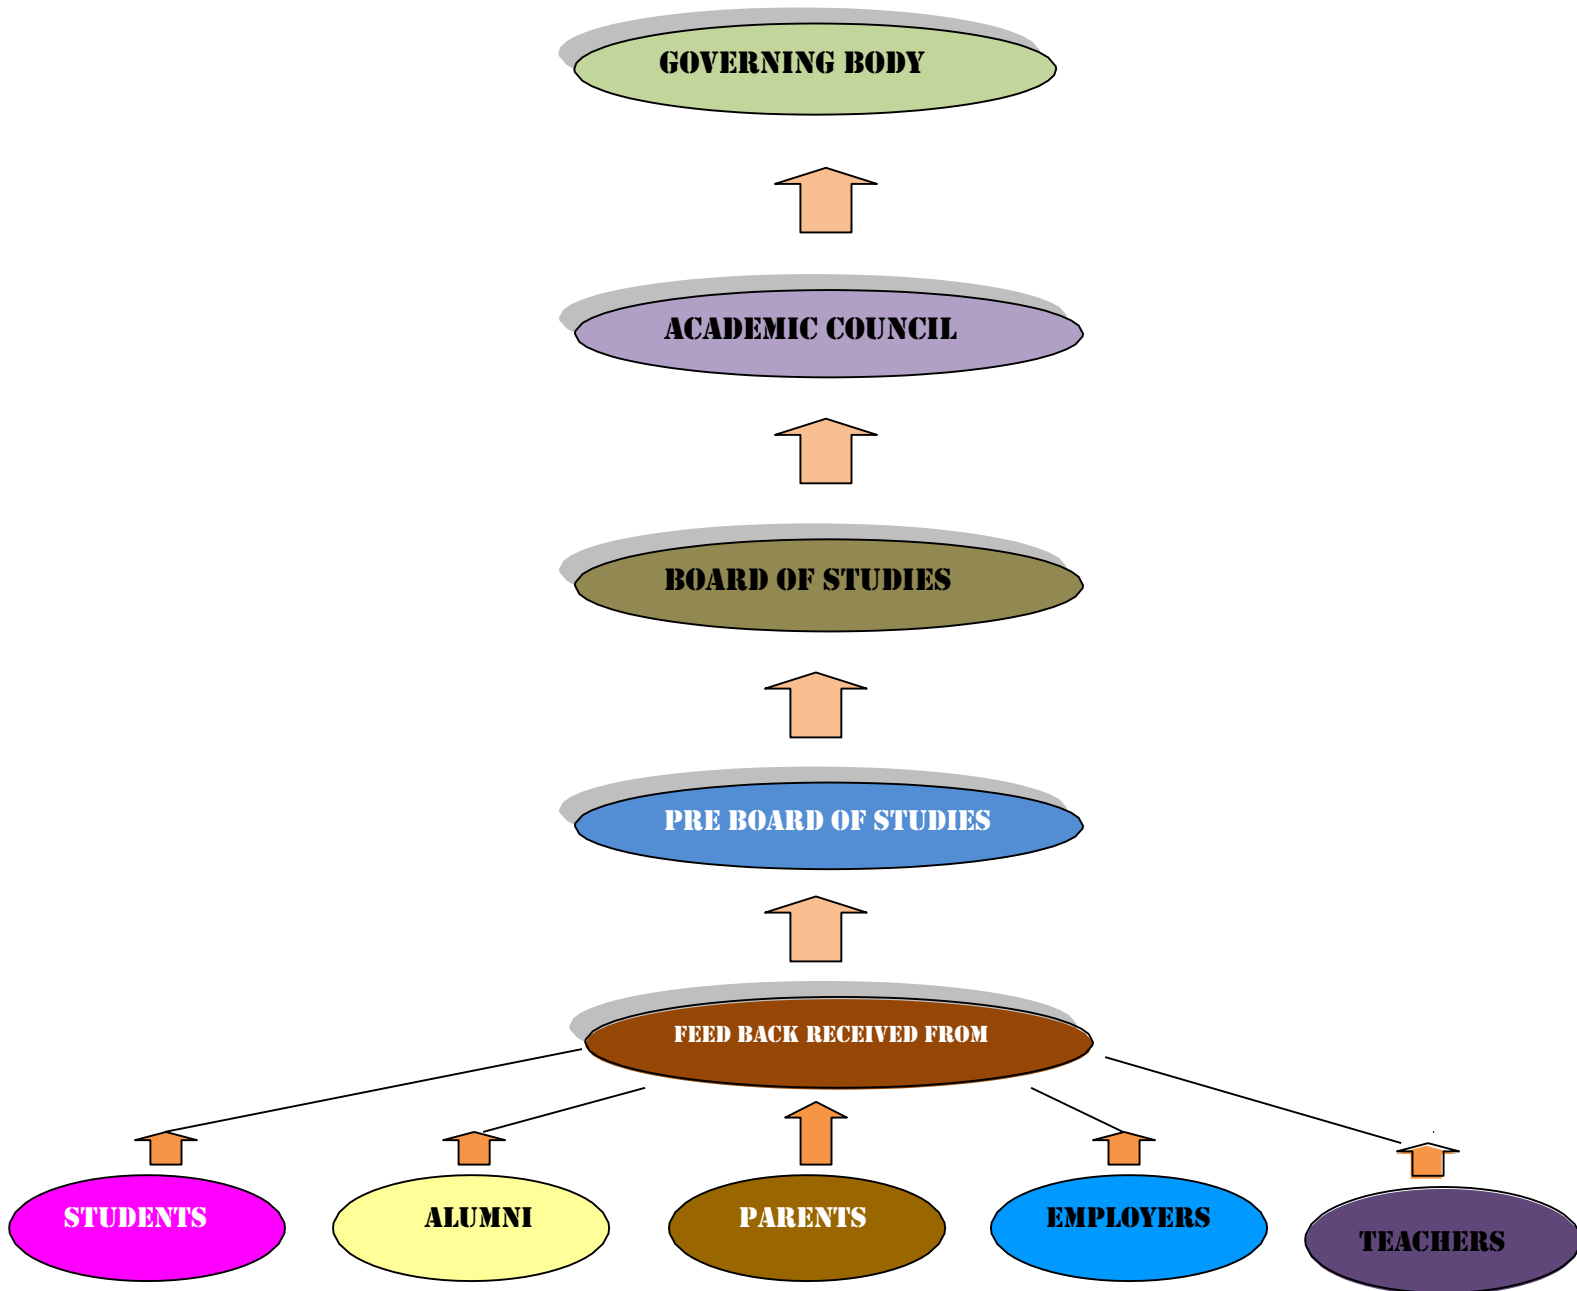 GOVERNING BODY
ACADEMIC COUNCIL
BOARD OF STUDIES
PRE BOARD OF STUDIES
FEED BACK RECEIVED FROM
STUDENTS
ALUMNI
PARENTS
EMPLOYERS
TEACHERS